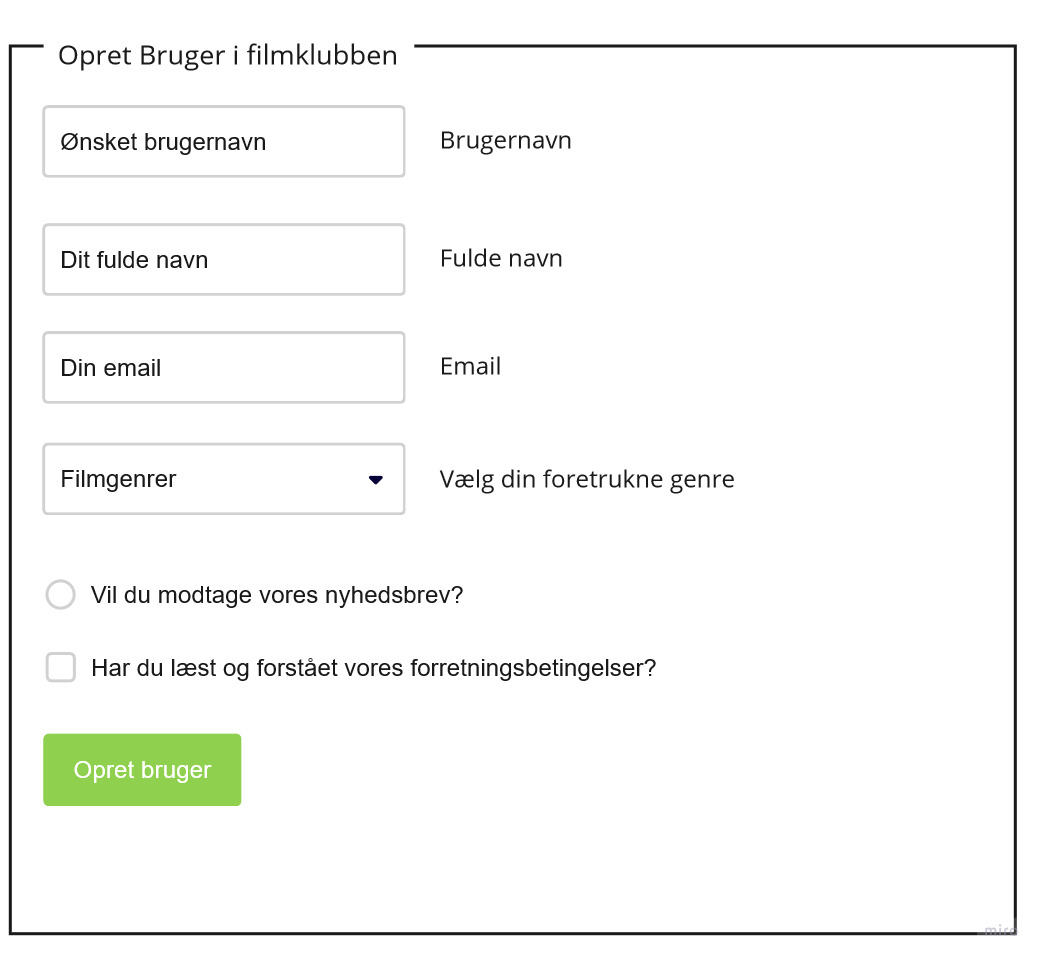 Opret Bruger i filmklubben
Ønsket brugernavn Brugernavn
Dit fulde navn Fulde navn
Din email Email
Filmgenrer Vælg din foretrukne genre
Vil du modtage vores nyhedsbrev?
Har du læst og forstået vores forretningsbetingelser?
Opret bruger
miro